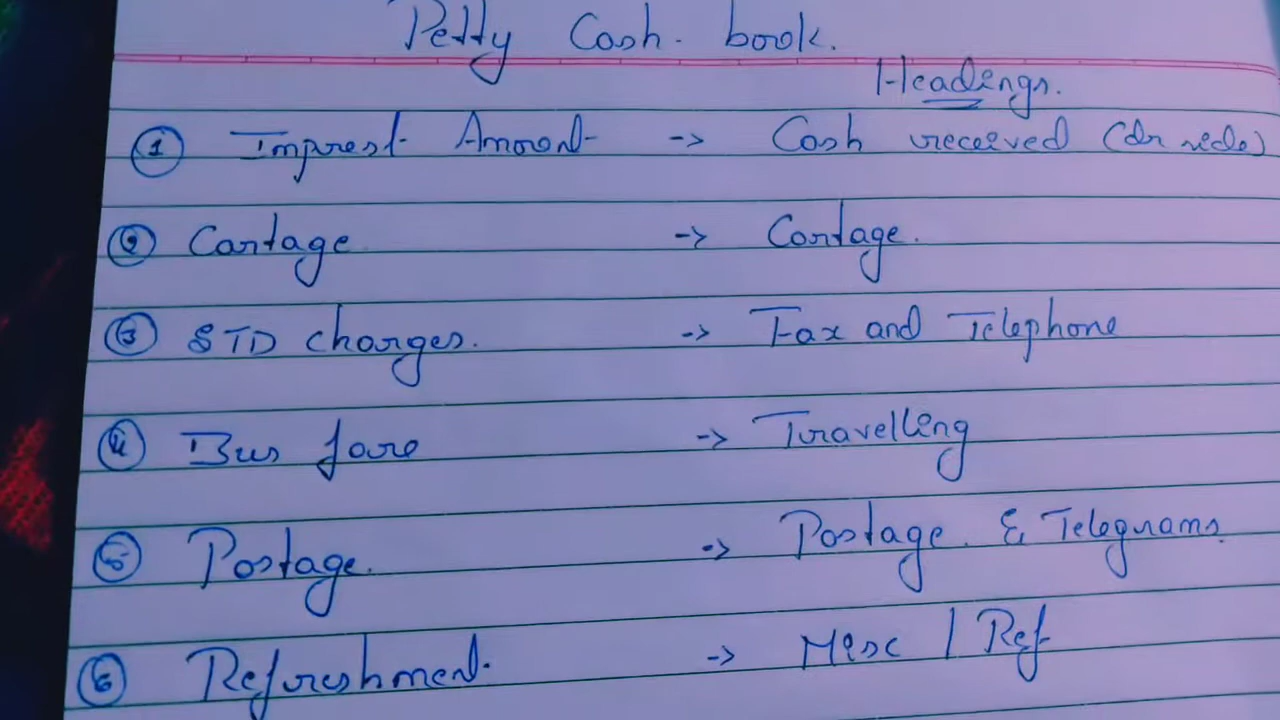 Petty Cash. book.
Headings.
1 Imprest Amount -> Cash received (dr side)
2 Cartage -> Cartage.
3 STD charges. -> Fax and Telephone
4 Bus fare -> Travelling
5 Postage. -> Postage. & Telegrams.
6 Refreshment. -> Misc / Ref